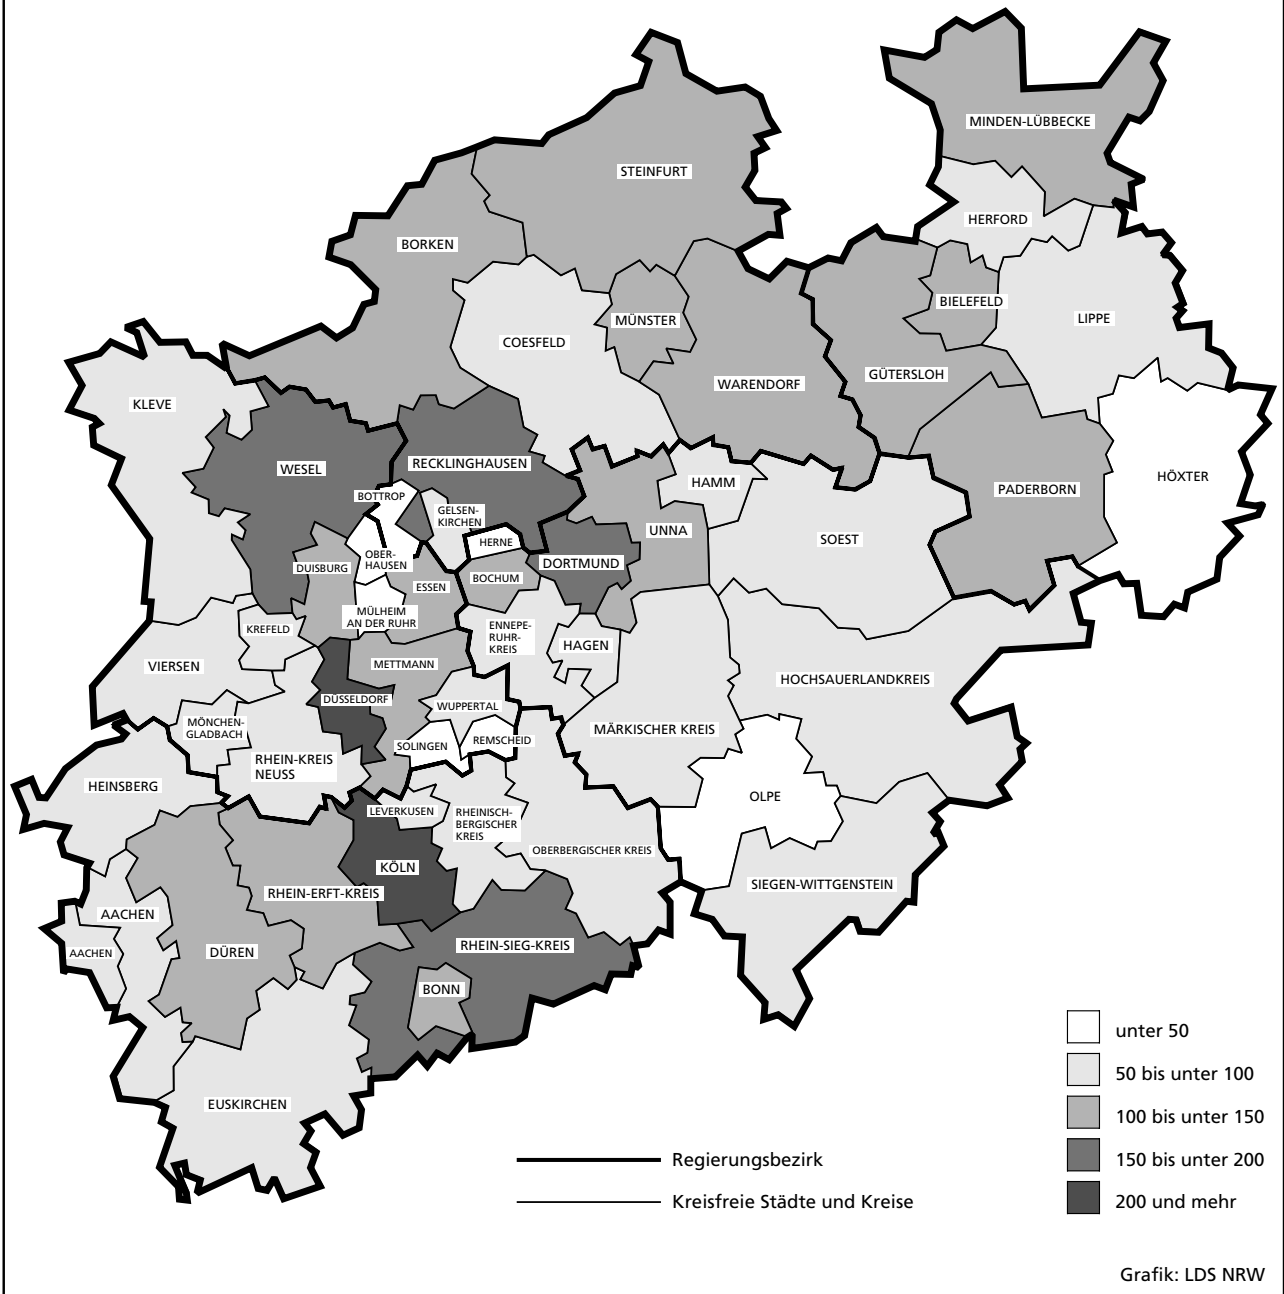 MINDEN-LÜBBECKE
STEINFURT
HERFORD
BORKEN
BIELEFELD
LIPPE
MÜNSTER
COESFELD
GÜTERSLOH
WARENDORF
KLEVE
RECKLINGHAUSEN
WESEL
HÖXTER
HAMM
PADERBORN
BOTTROP
GELSEN-
KIRCHEN
UNNA
SOEST
HERNE
OBER-
HAUSEN
DORTMUND
DUISBURG
BOCHUM
ESSEN
MÜLHEIM
AN DER RUHR
KREFELD
ENNEPE-
RUHR-
KREIS
HAGEN
VIERSEN
METTMANN
HOCHSAUERLANDKREIS
DÜSSELDORF
WUPPERTAL
MÖNCHEN-
GLADBACH
MÄRKISCHER KREIS
REMSCHEID
SOLINGEN
RHEIN-KREIS
NEUSS
HEINSBERG
OLPE
LEVERKUSEN
RHEINISCH-
BERGISCHER
KREIS
OBERBERGISCHER KREIS
KÖLN
SIEGEN-WITTGENSTEIN
RHEIN-ERFT-KREIS
AACHEN
RHEIN-SIEG-KREIS
AACHEN
DÜREN
BONN
EUSKIRCHEN
unter 50
50 bis unter 100
100 bis unter 150
150 bis unter 200
200 und mehr
Regierungsbezirk
Kreisfreie Städte und Kreise
Grafik: LDS NRW